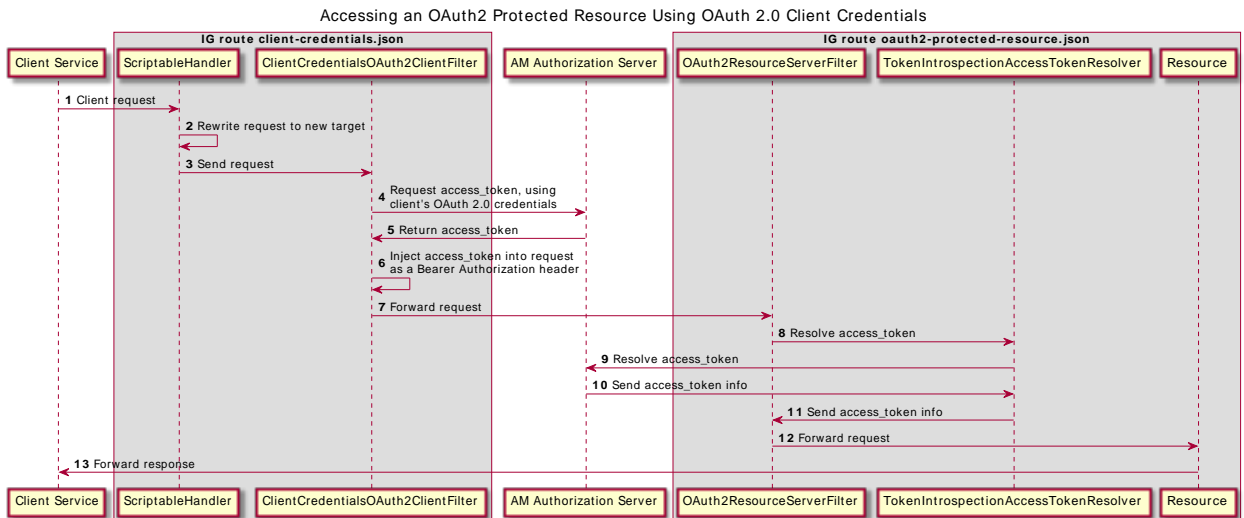 Accessing an OAuth2 Protected Resource Using OAuth 2.0 Client Credentials
IG route client-credentials.json
IG route oauth2-protected-resource.json
Client Service
ScriptableHandler
ClientCredentialsOAuth2ClientFilter
AM Authorization Server
OAuth2ResourceServerFilter
TokenIntrospectionAccessTokenResolver
Resource
1 Client request
2 Rewrite request to new target
3 Send request
4 Request access_token, using
client's OAuth 2.0 credentials
5 Return access_token
6 Inject access_token into request
as a Bearer Authorization header
7 Forward request
8 Resolve access_token
9 Resolve access_token
10 Send access_token info
11 Send access_token info
12 Forward request
13 Forward response
Client Service
ScriptableHandler
ClientCredentialsOAuth2ClientFilter
AM Authorization Server
OAuth2ResourceServerFilter
TokenIntrospectionAccessTokenResolver
Resource